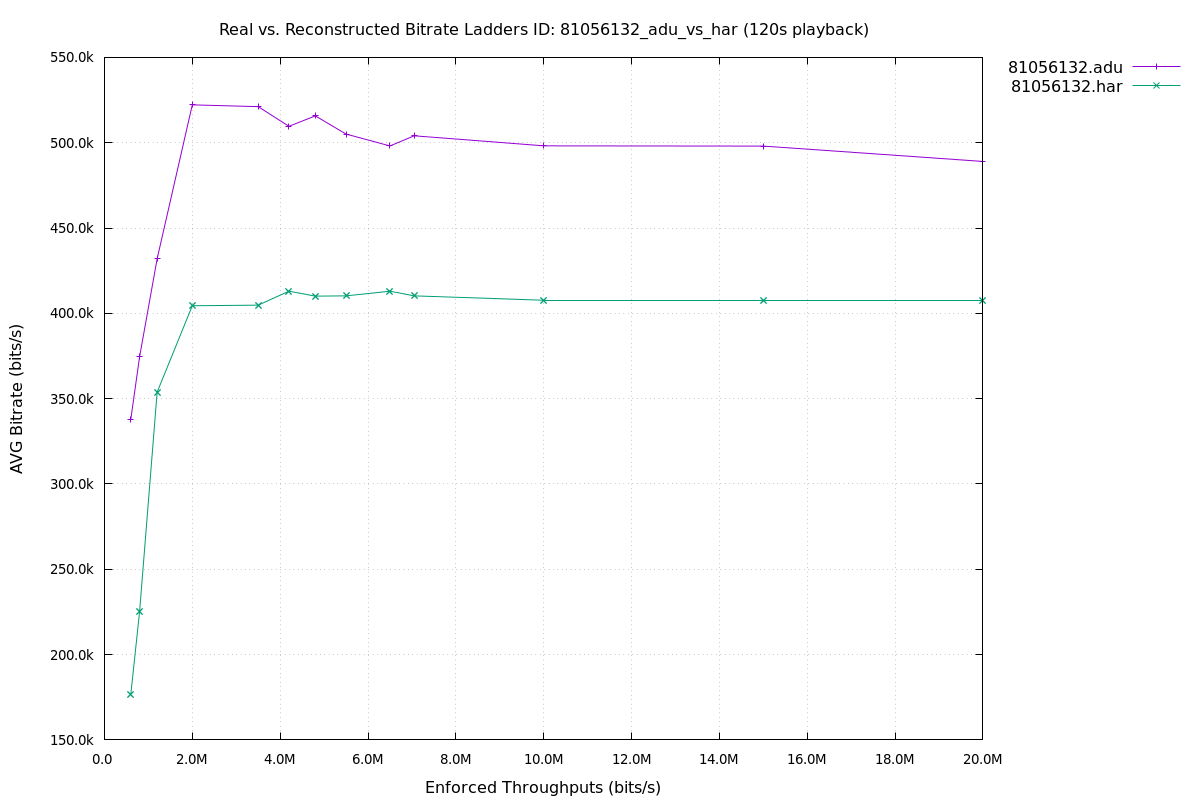 Real vs. Reconstructed Bitrate Ladders ID: 81056132_adu_vs_har (120s playback)
550.0k
500.0k
450.0k
400.0k
350.0k
300.0k
250.0k
200.0k
150.0k
0.0
2.0M
4.0M
6.0M
8.0M
10.0M
12.0M
14.0M
16.0M
18.0M
20.0M
AVG Bitrate (bits/s)
Enforced Throughputs (bits/s)
81056132.adu
81056132.har